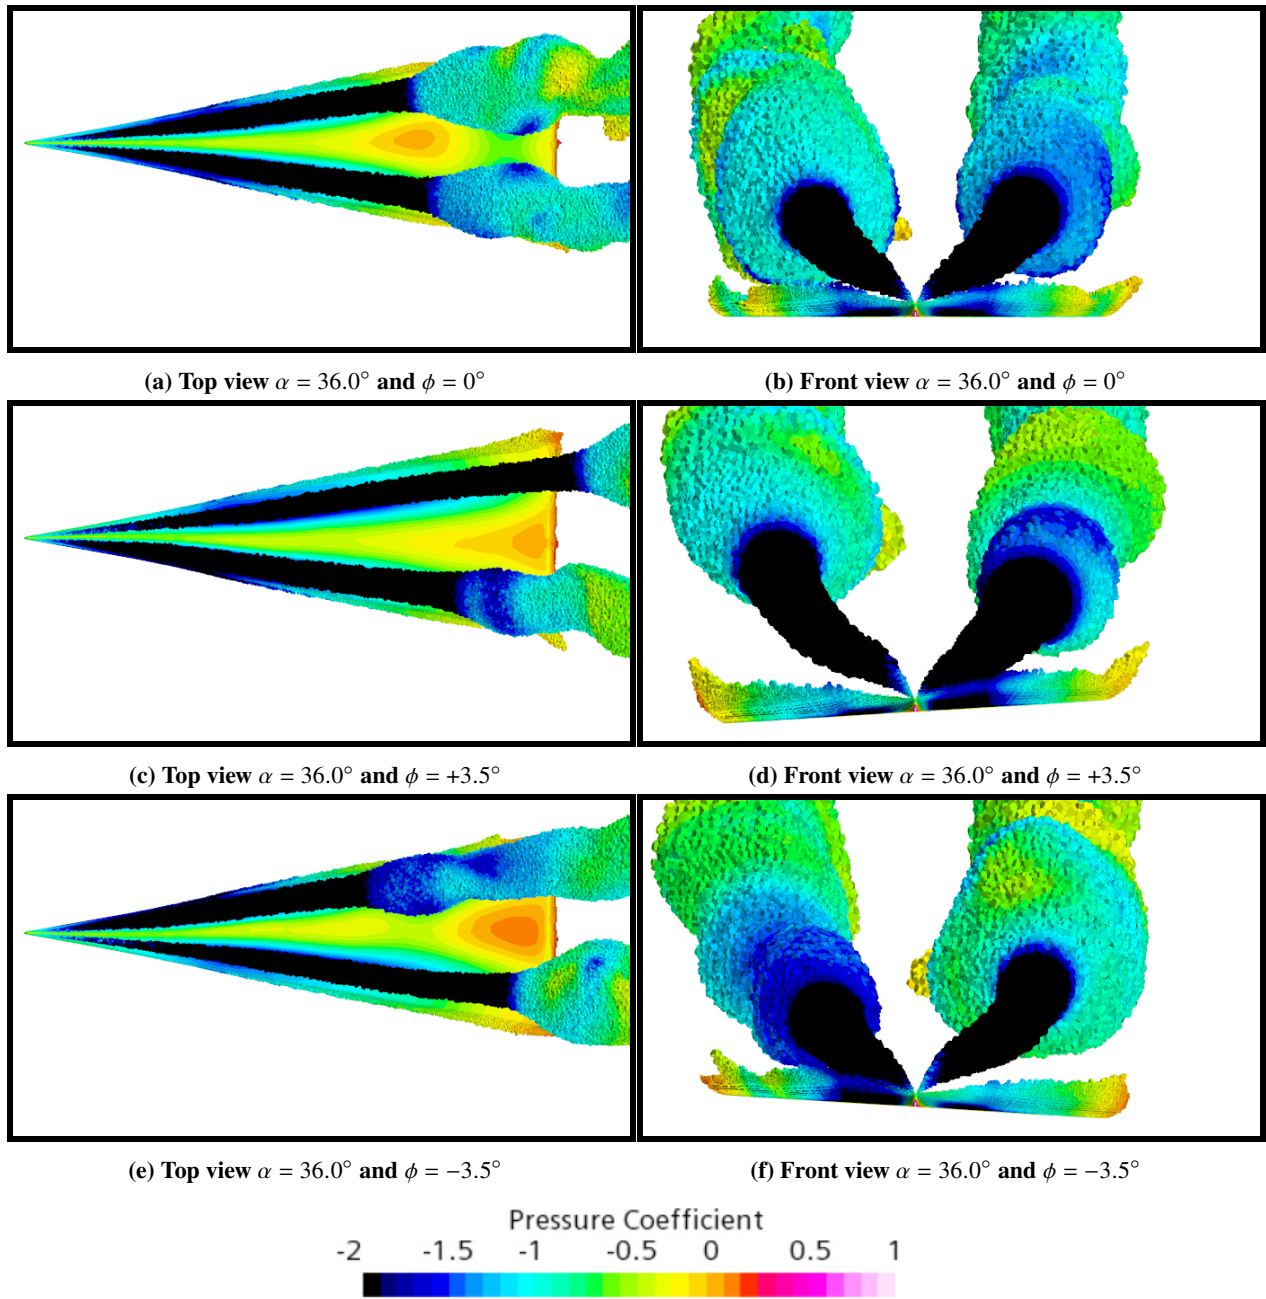 (a) Top view α = 36.0° and ϕ = 0°
(b) Front view α = 36.0° and ϕ = 0°
(c) Top view α = 36.0° and ϕ = +3.5°
(d) Front view α = 36.0° and ϕ = +3.5°
(e) Top view α = 36.0° and ϕ = −3.5°
(f) Front view α = 36.0° and ϕ = −3.5°
Pressure Coefficient
-2 -1.5 -1 -0.5 0 0.5 1